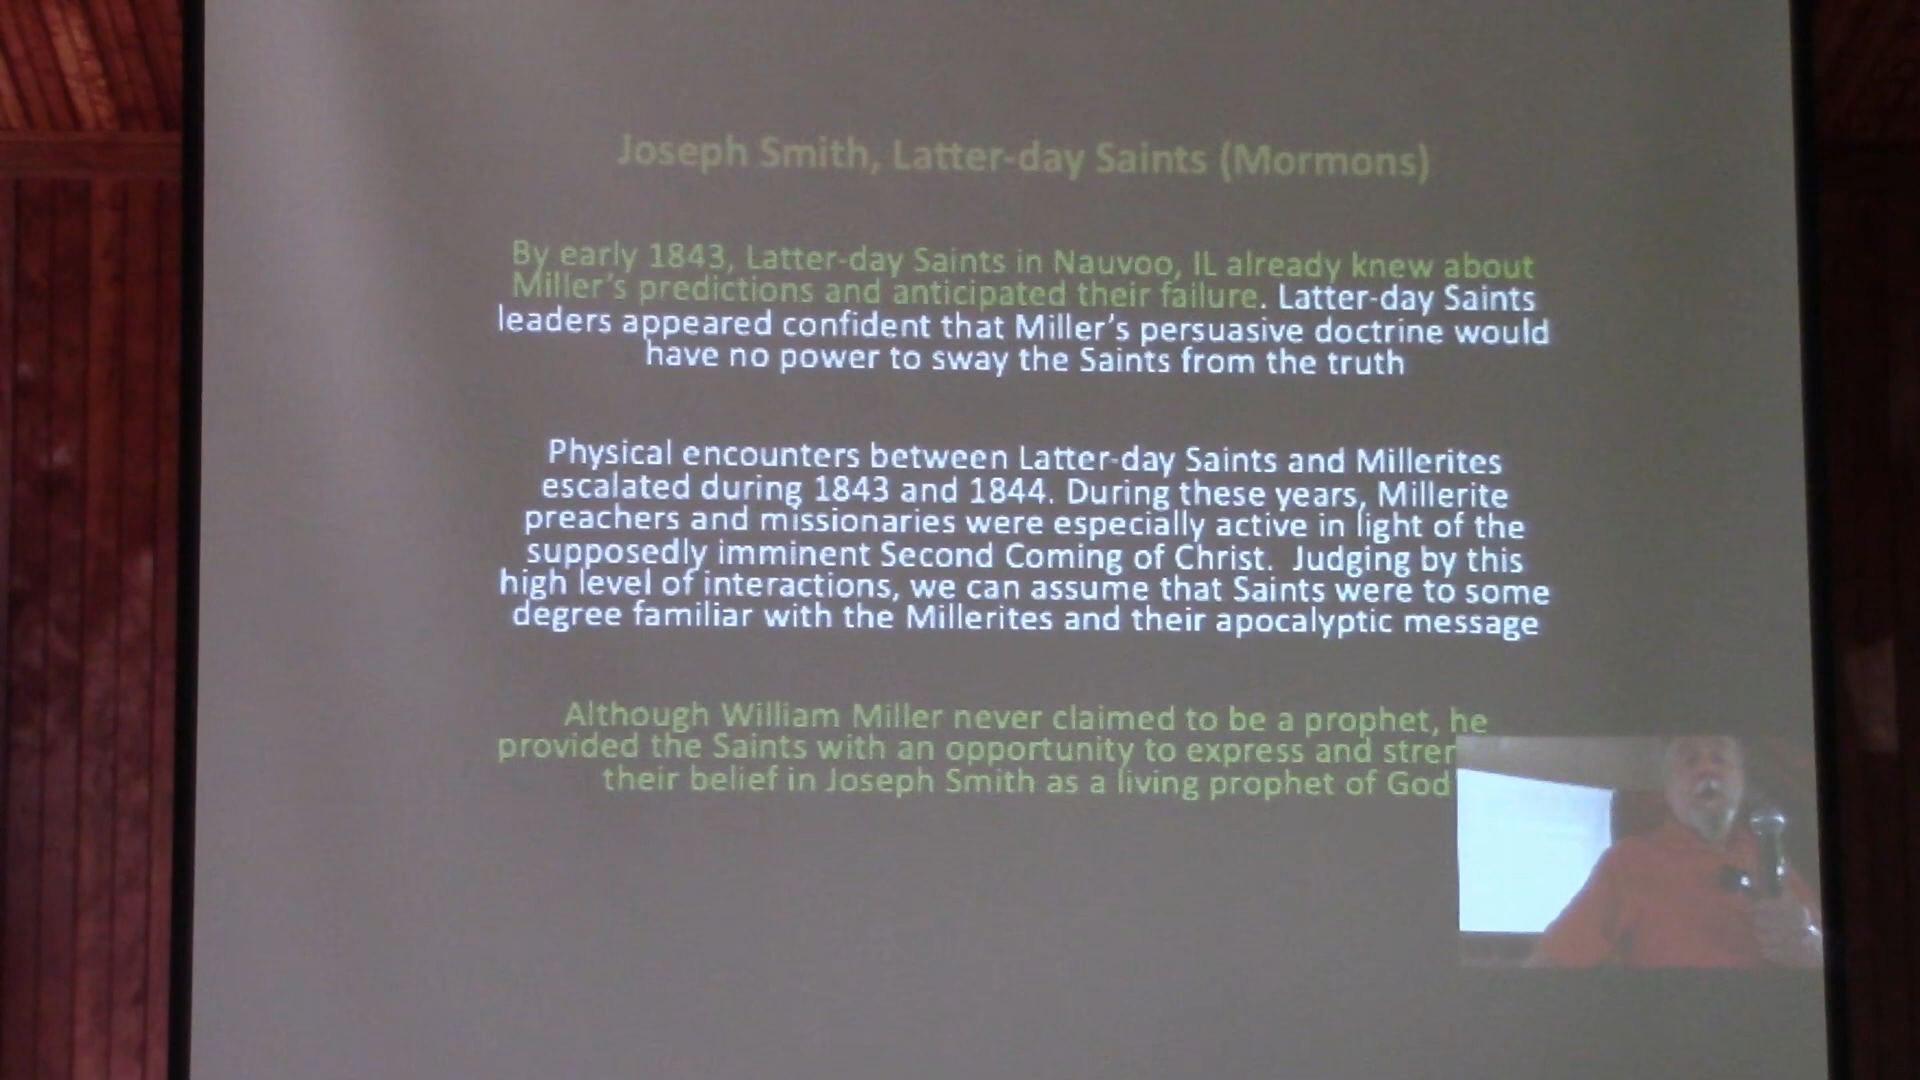 Joseph Smith, Latter-day Saints (Mormons)
By early 1843, Latter-day Saints in Nauvoo, IL already knew about
Miller's predictions and anticipated their failure. Latter-day Saints
leaders appeared confident that Miller's persuasive doctrine would
have no power to sway the Saints from the truth
Physical encounters between Latter-day Saints and Millerites
escalated during 1843 and 1844. During these years, Millerite
preachers and missionaries were especially active in light of the
supposedly imminent Second Coming of Christ. Judging by this
high level of interactions, we can assume that Saints were to some
degree familiar with the Millerites and their apocalyptic message
Although William Miller never claimed to be a prophet, he
provided the Saints with an opportunity to express and stren
their belief in Joseph Smith as a living prophet of God